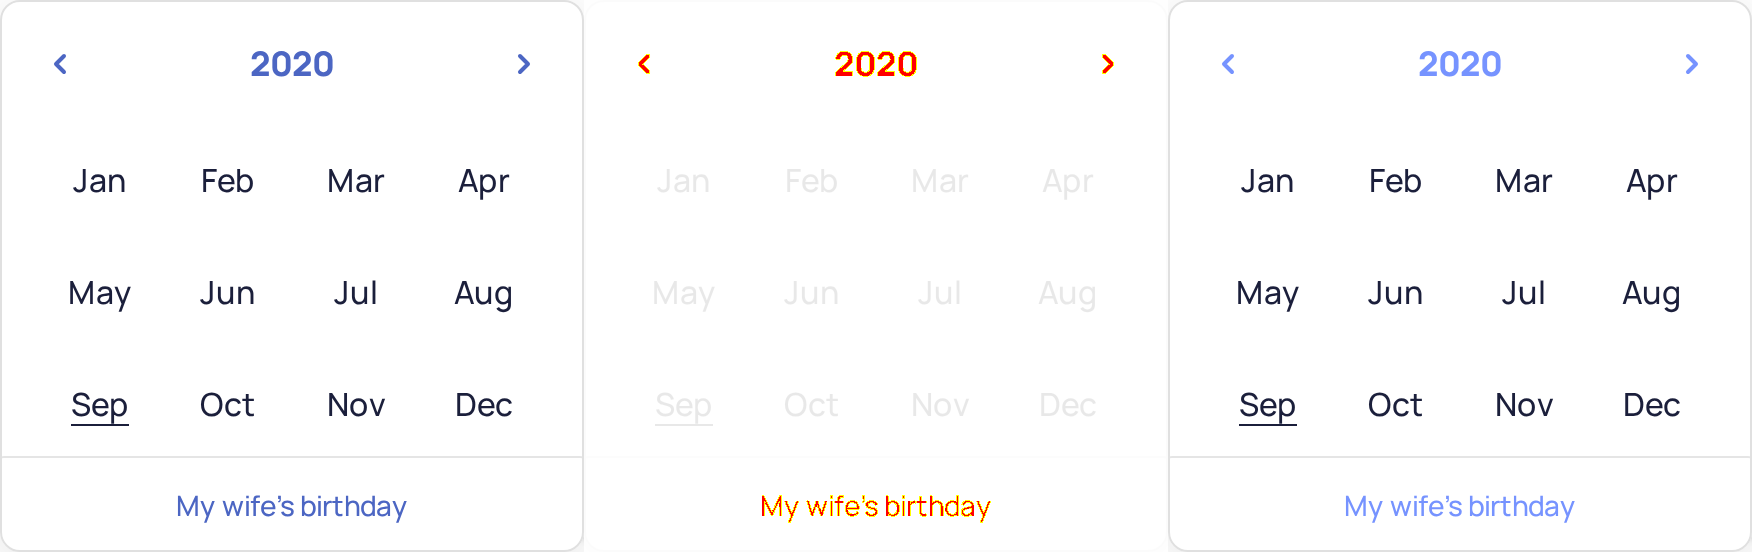 2020 2020 2020
Jan Feb Mar Apr Jan Feb Mar Apr Jan Feb Mar Apr
May Jun Jul Aug May Jun Jul Aug May Jun Jul Aug
Sep Oct Nov Dec Sep Oct Nov Dec Sep Oct Nov Dec
My wife’s birthday My wife’s birthday My wife’s birthday